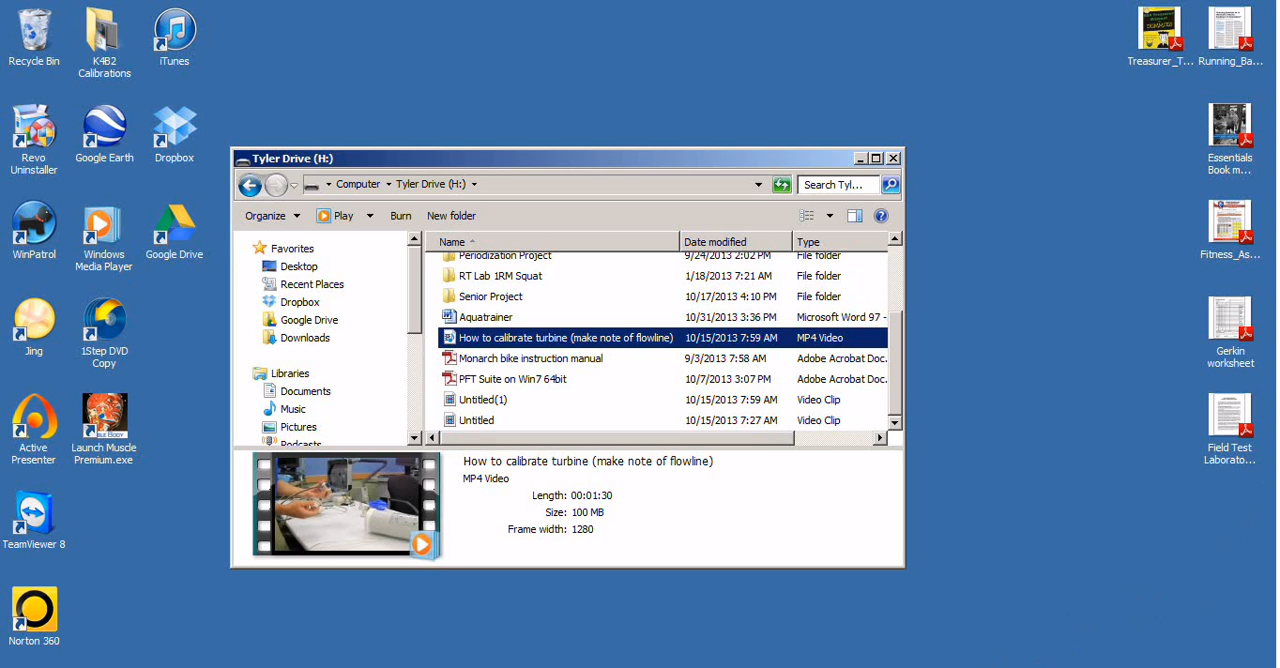 Recycle Bin
K4B2
Calibrations
iTunes
Revo
Uninstaller
Google Earth
Dropbox
WinPatrol
Windows
Media Player
Google Drive
Jing
1Step DVD
Copy
Active
Presenter
Launch Muscle
Premium.exe
TeamViewer 8
Norton 360
Tyler Drive (H:)
Computer Tyler Drive (H:)
Search Tyl...
Organize Play Burn New folder
Favorites
Desktop
Recent Places
Dropbox
Google Drive
Downloads
Libraries
Documents
Music
Pictures
Podcasts
Name Date modified Type
Periodization Project 9/24/2013 2:02 PM File folder
RT Lab 1RM Squat 1/18/2013 7:21 AM File folder
Senior Project 10/17/2013 4:10 PM File folder
Aquatrainer 10/31/2013 3:36 PM Microsoft Word 97 -
How to calibrate turbine (make note of flowline) 10/15/2013 7:59 AM MP4 Video
Monarch bike instruction manual 9/3/2013 7:58 AM Adobe Acrobat Doc.
PFT Suite on Win7 64bit 10/7/2013 3:07 PM Adobe Acrobat Doc.
Untitled(1) 10/15/2013 7:59 AM Video Clip
Untitled 10/15/2013 7:27 AM Video Clip
How to calibrate turbine (make note of flowline)
MP4 Video
Length: 00:01:30
Size: 100 MB
Frame width: 1280
DUMMIES
Treasurer_T...
Running_Ba...
Essentials
Book m...
Fitness_As...
Gerkin
worksheet
Field Test
Laborato...